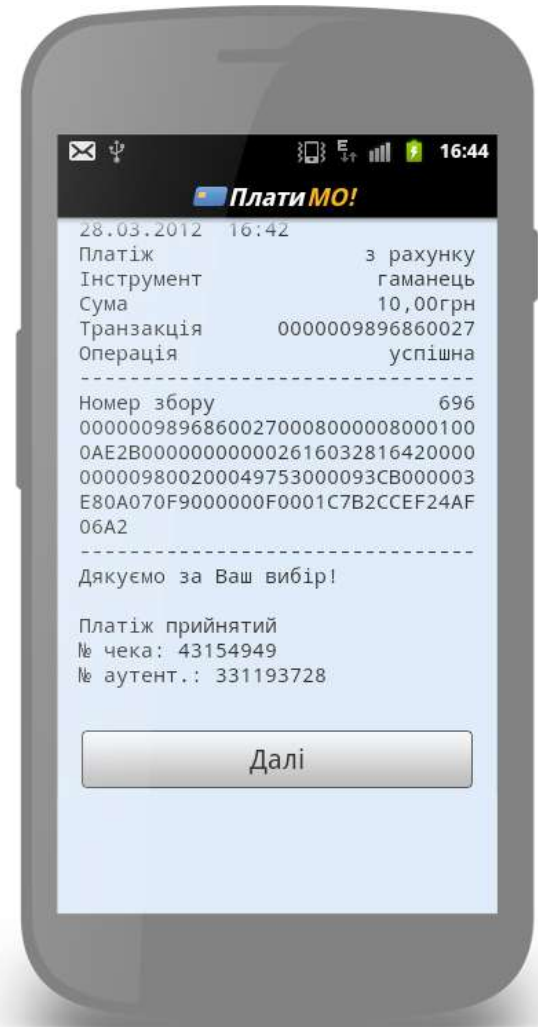 16:44
ПлатиМО!
28.03.2012 16:42
Платіж з рахунку
Інструмент гаманець
Сума 10,00грн
Транзакція 0000009896860027
Операція успішна
--------------------------------
Номер збору 696
00000098968600270008000008000100
0AE2B000000000002616032816420000
000009800200049753000093CB000003
E80A070F9000000F0001C7B2CCEF24AF
06A2
--------------------------------
Дякуємо за Ваш вибір!
Платіж прийнятий
№ чека: 43154949
№ аутент.: 331193728
Далі